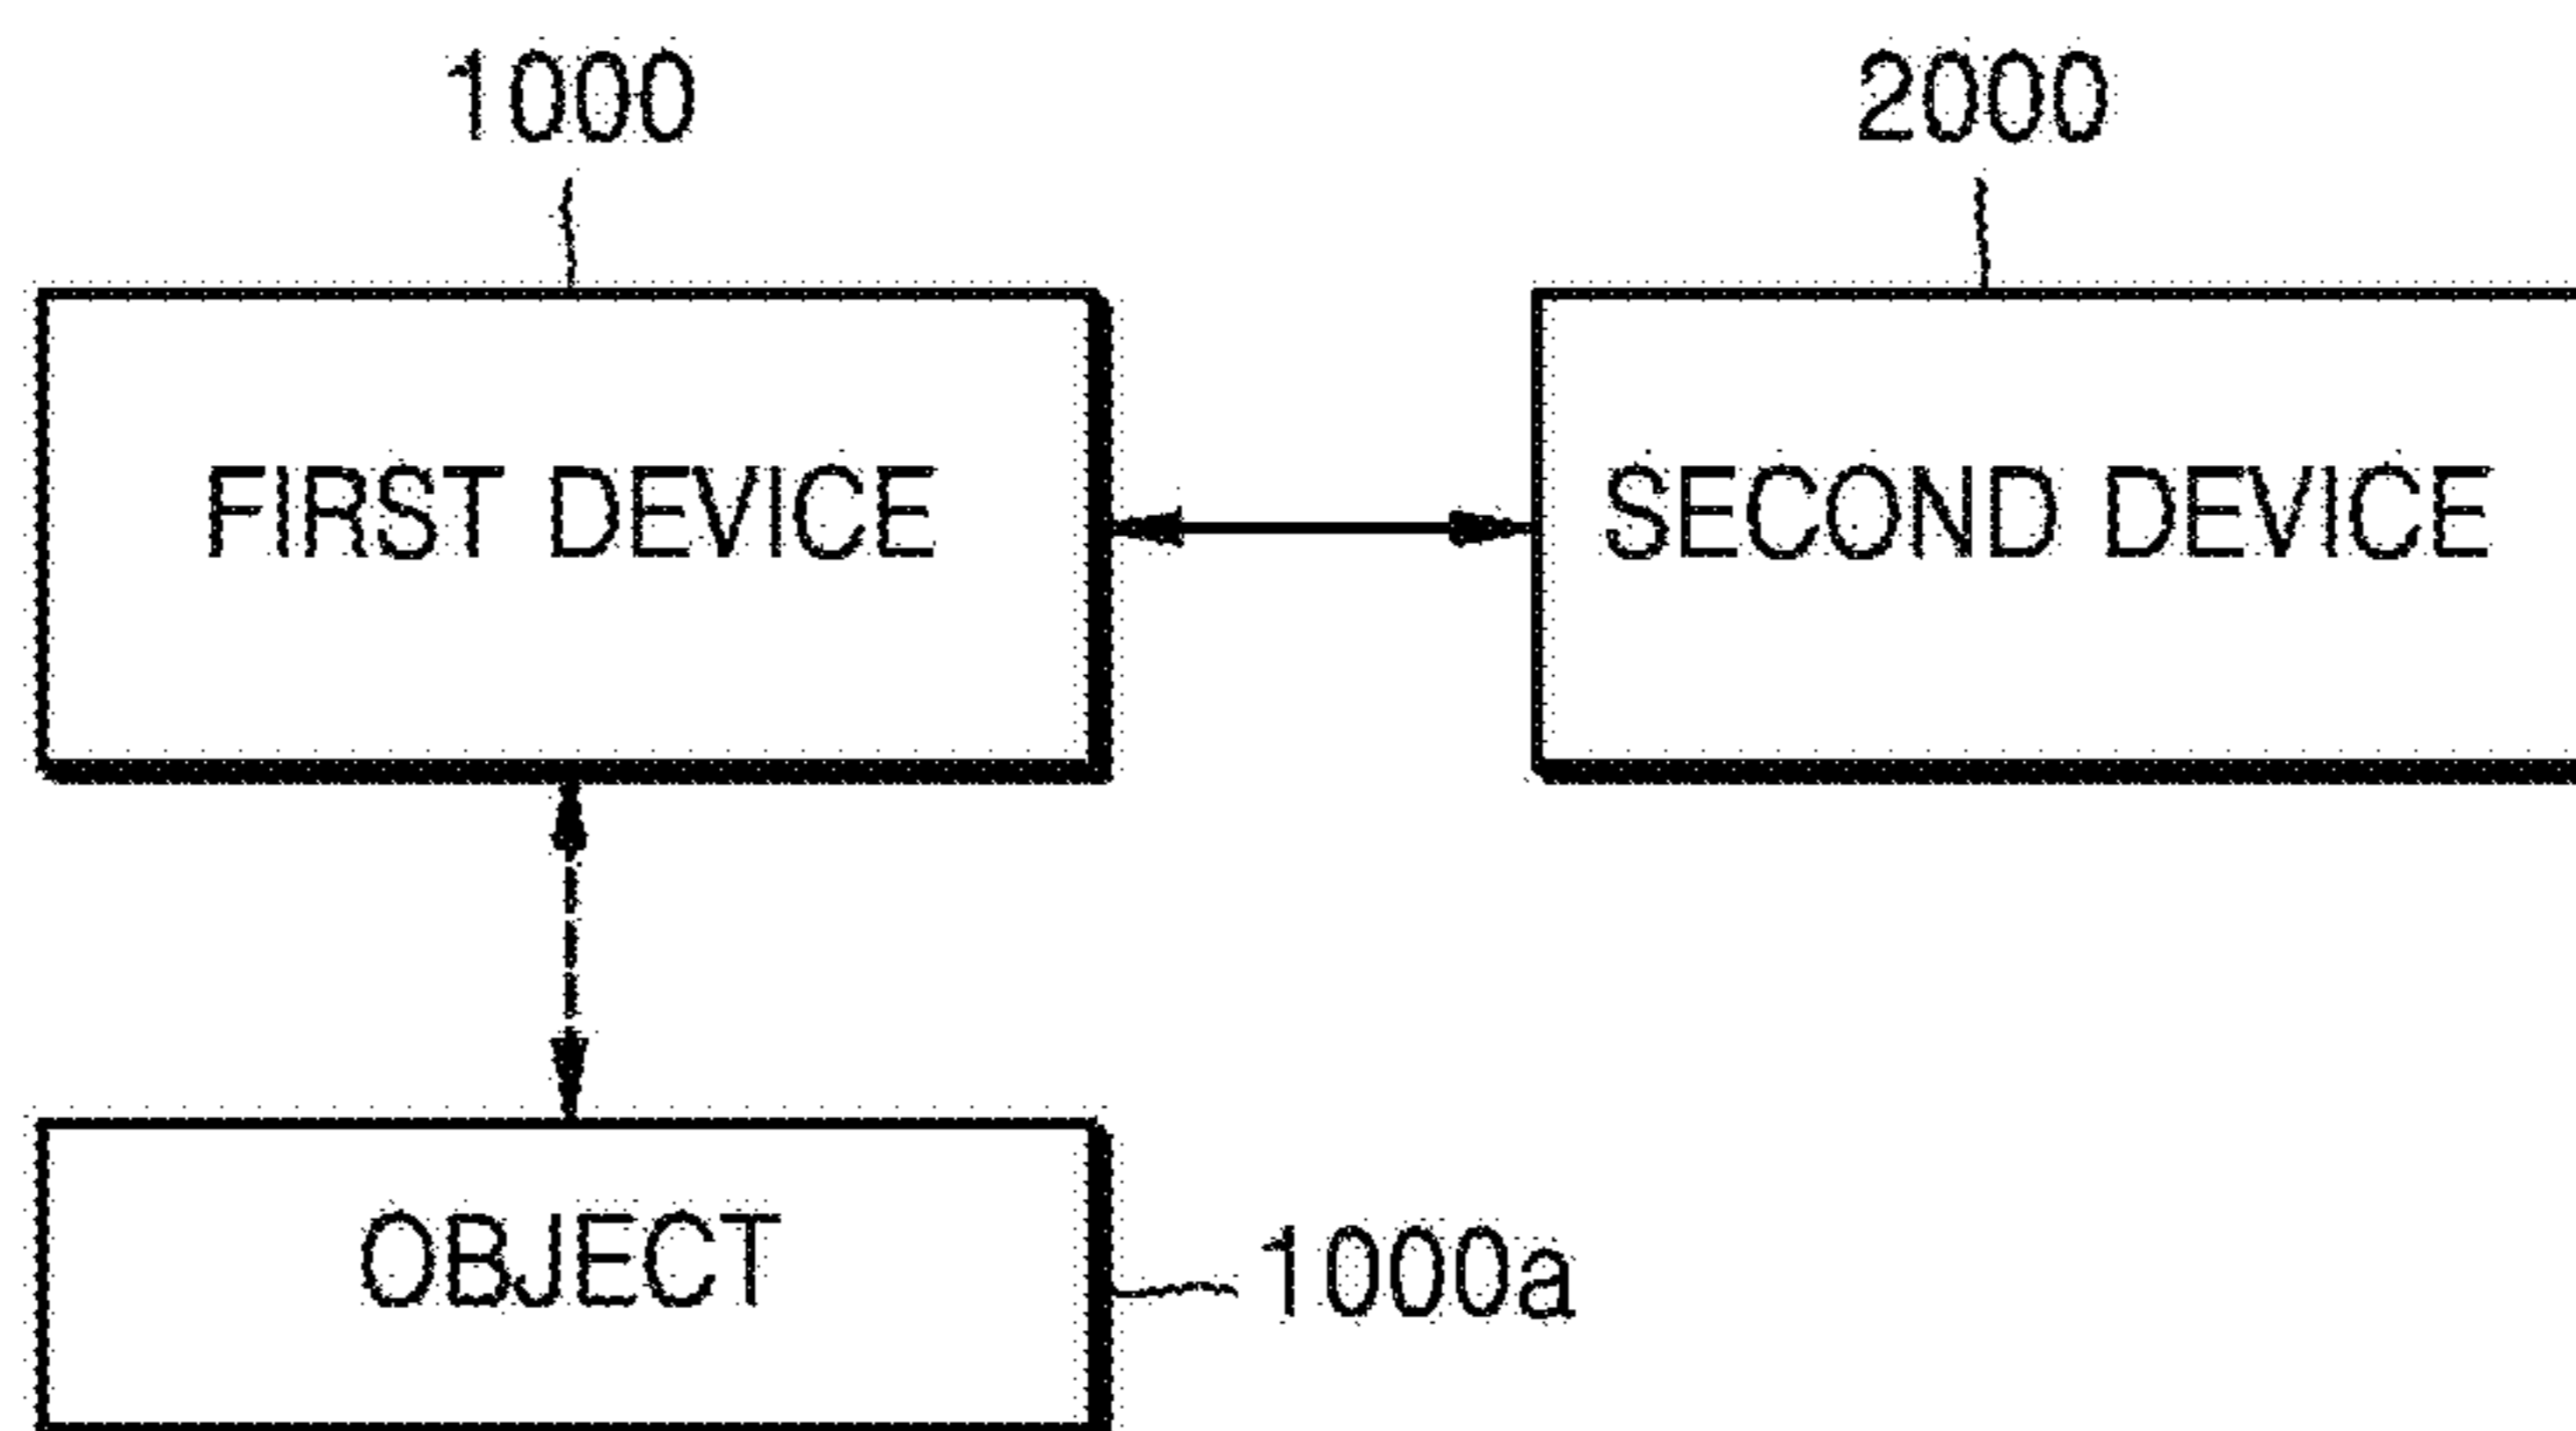 1000
2000
FIRST DEVICE
SECOND DEVICE
OBJECT
1000a